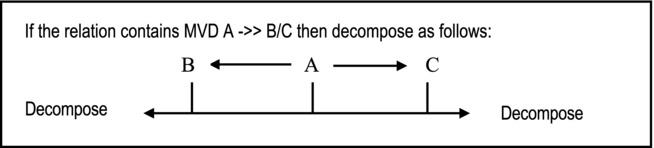 If the relation contains MVD A ->> B/C then decompose as follows:
B A C
Decompose Decompose